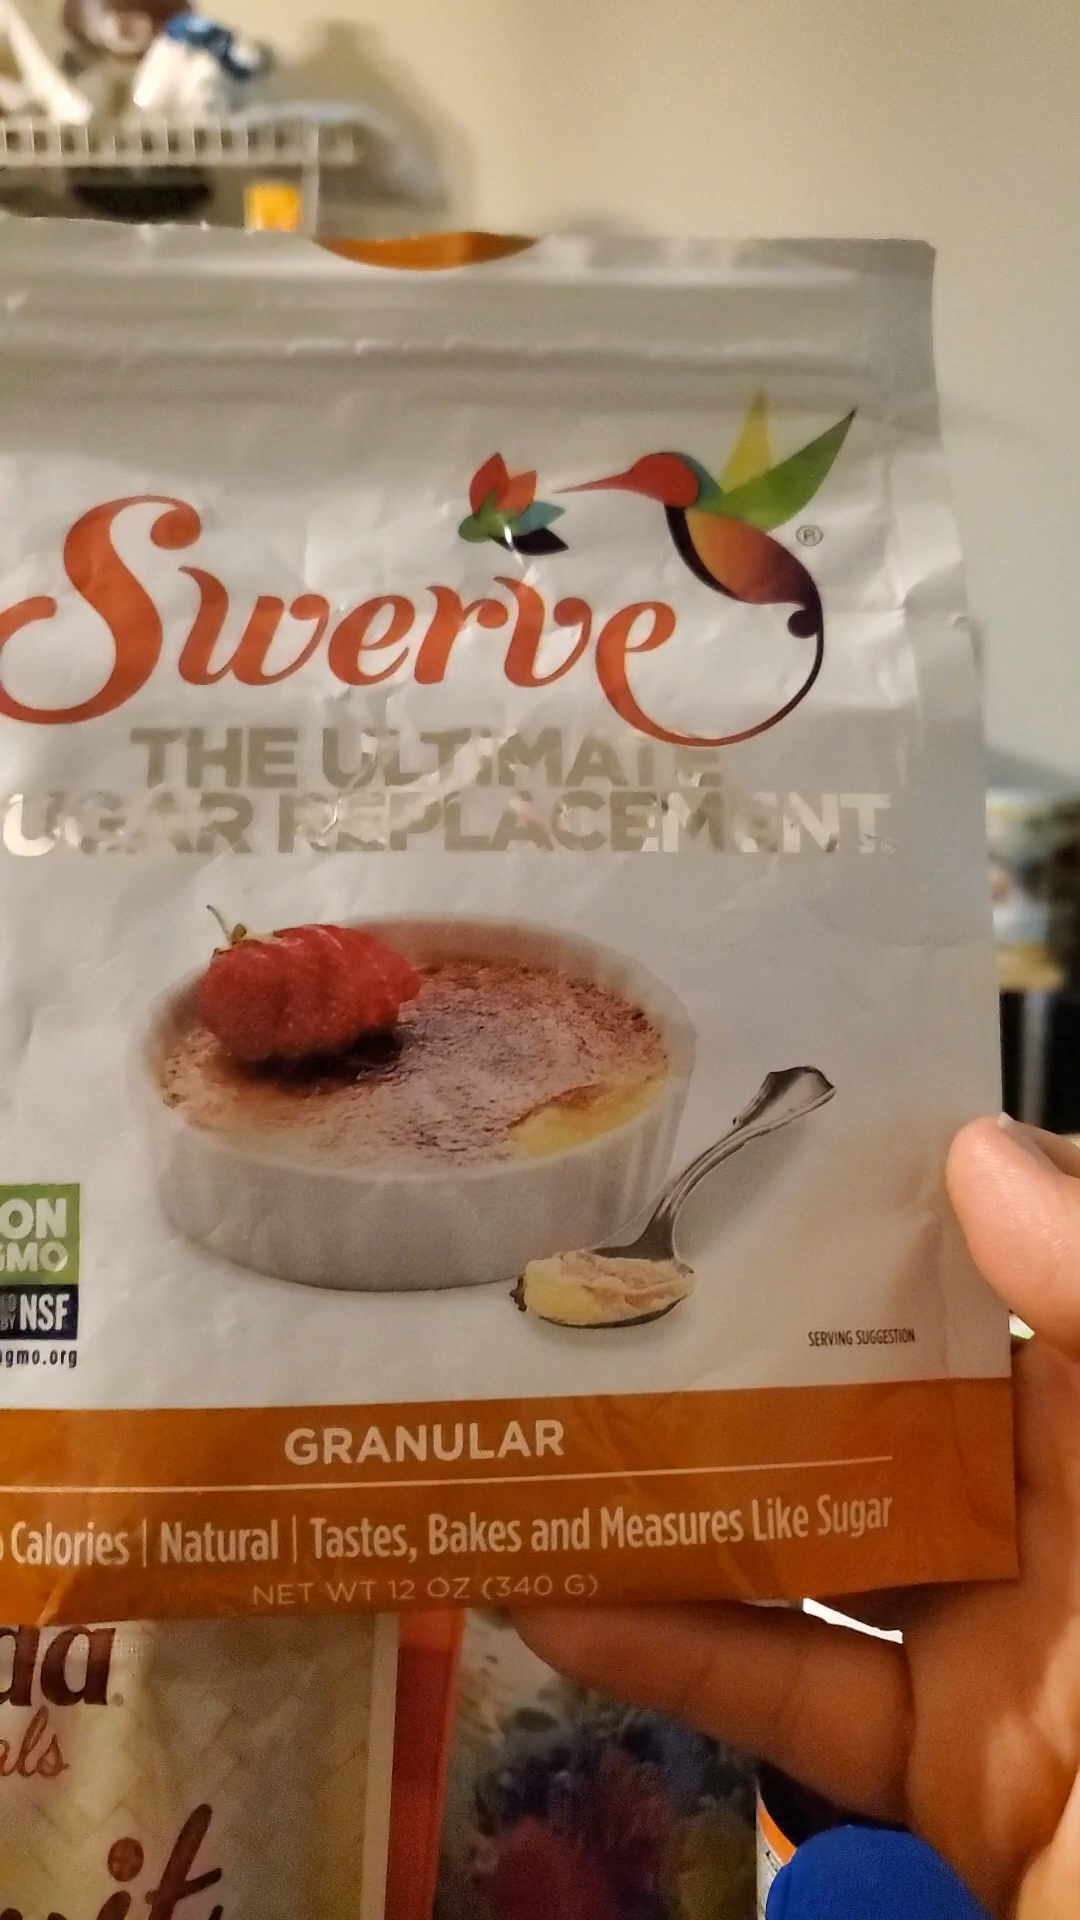 Swerve
®
THE ULTIMATE
UGAR REPLACEMENT
ON
GMO
BY NSF
gmo.org
SERVING SUGGESTION
GRANULAR
Calories | Natural | Tastes, Bakes and Measures Like Sugar
NET WT 12 OZ (340 G)